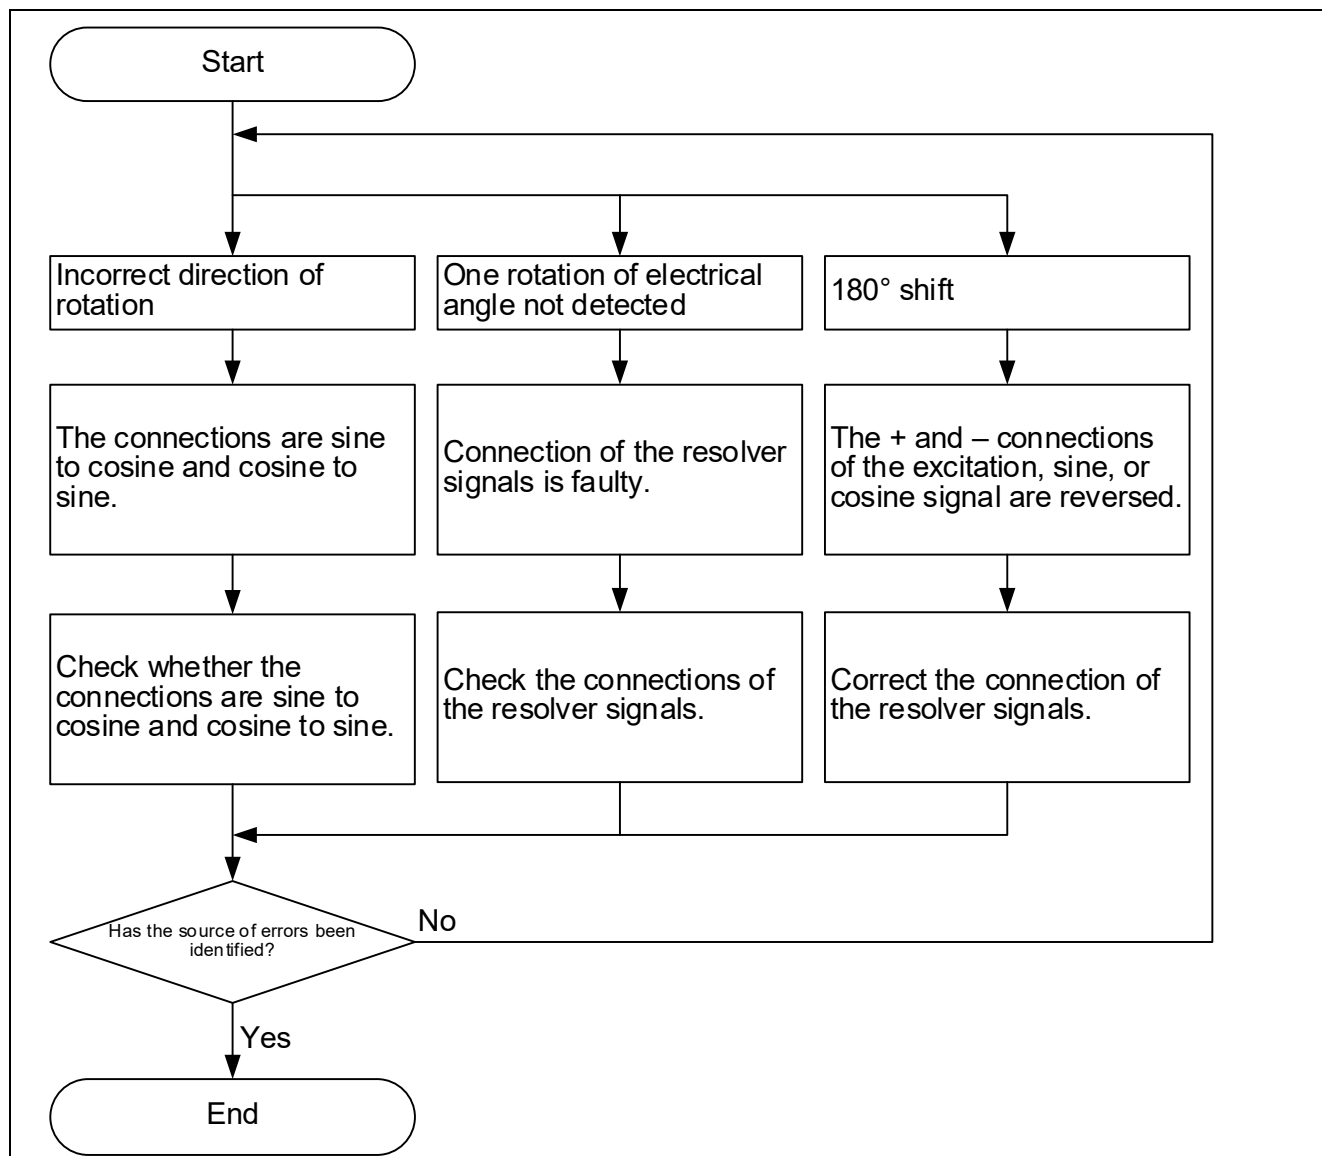 Start
Incorrect direction of
rotation
One rotation of electrical
angle not detected
180° shift
The connections are sine
to cosine and cosine to
sine.
Connection of the resolver
signals is faulty.
The + and – connections
of the excitation, sine, or
cosine signal are reversed.
Check whether the
connections are sine to
cosine and cosine to sine.
Check the connections of
the resolver signals.
Correct the connection of
the resolver signals.
Has the source of errors been
identified?
No
Yes
End